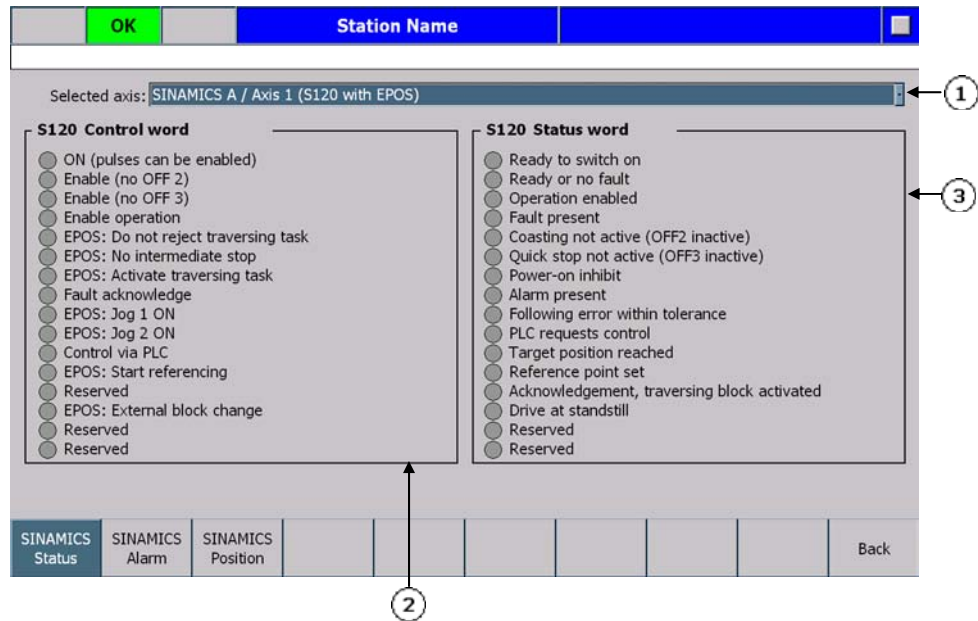 OK
Station Name
Selected axis: SINAMICS A / Axis 1 (S120 with EPOS)
1
S120 Control word
ON (pulses can be enabled)
Enable (no OFF 2)
Enable (no OFF 3)
Enable operation
EPOS: Do not reject traversing task
EPOS: No intermediate stop
EPOS: Activate traversing task
Fault acknowledge
EPOS: Jog 1 ON
EPOS: Jog 2 ON
Control via PLC
EPOS: Start referencing
Reserved
EPOS: External block change
Reserved
Reserved
S120 Status word
Ready to switch on
Ready or no fault
Operation enabled
Fault present
Coasting not active (OFF2 inactive)
Quick stop not active (OFF3 inactive)
Power-on inhibit
Alarm present
Following error within tolerance
PLC requests control
Target position reached
Reference point set
Acknowledgement, traversing block activated
Drive at standstill
Reserved
Reserved
3
SINAMICS
Status
SINAMICS
Alarm
SINAMICS
Position
Back
2